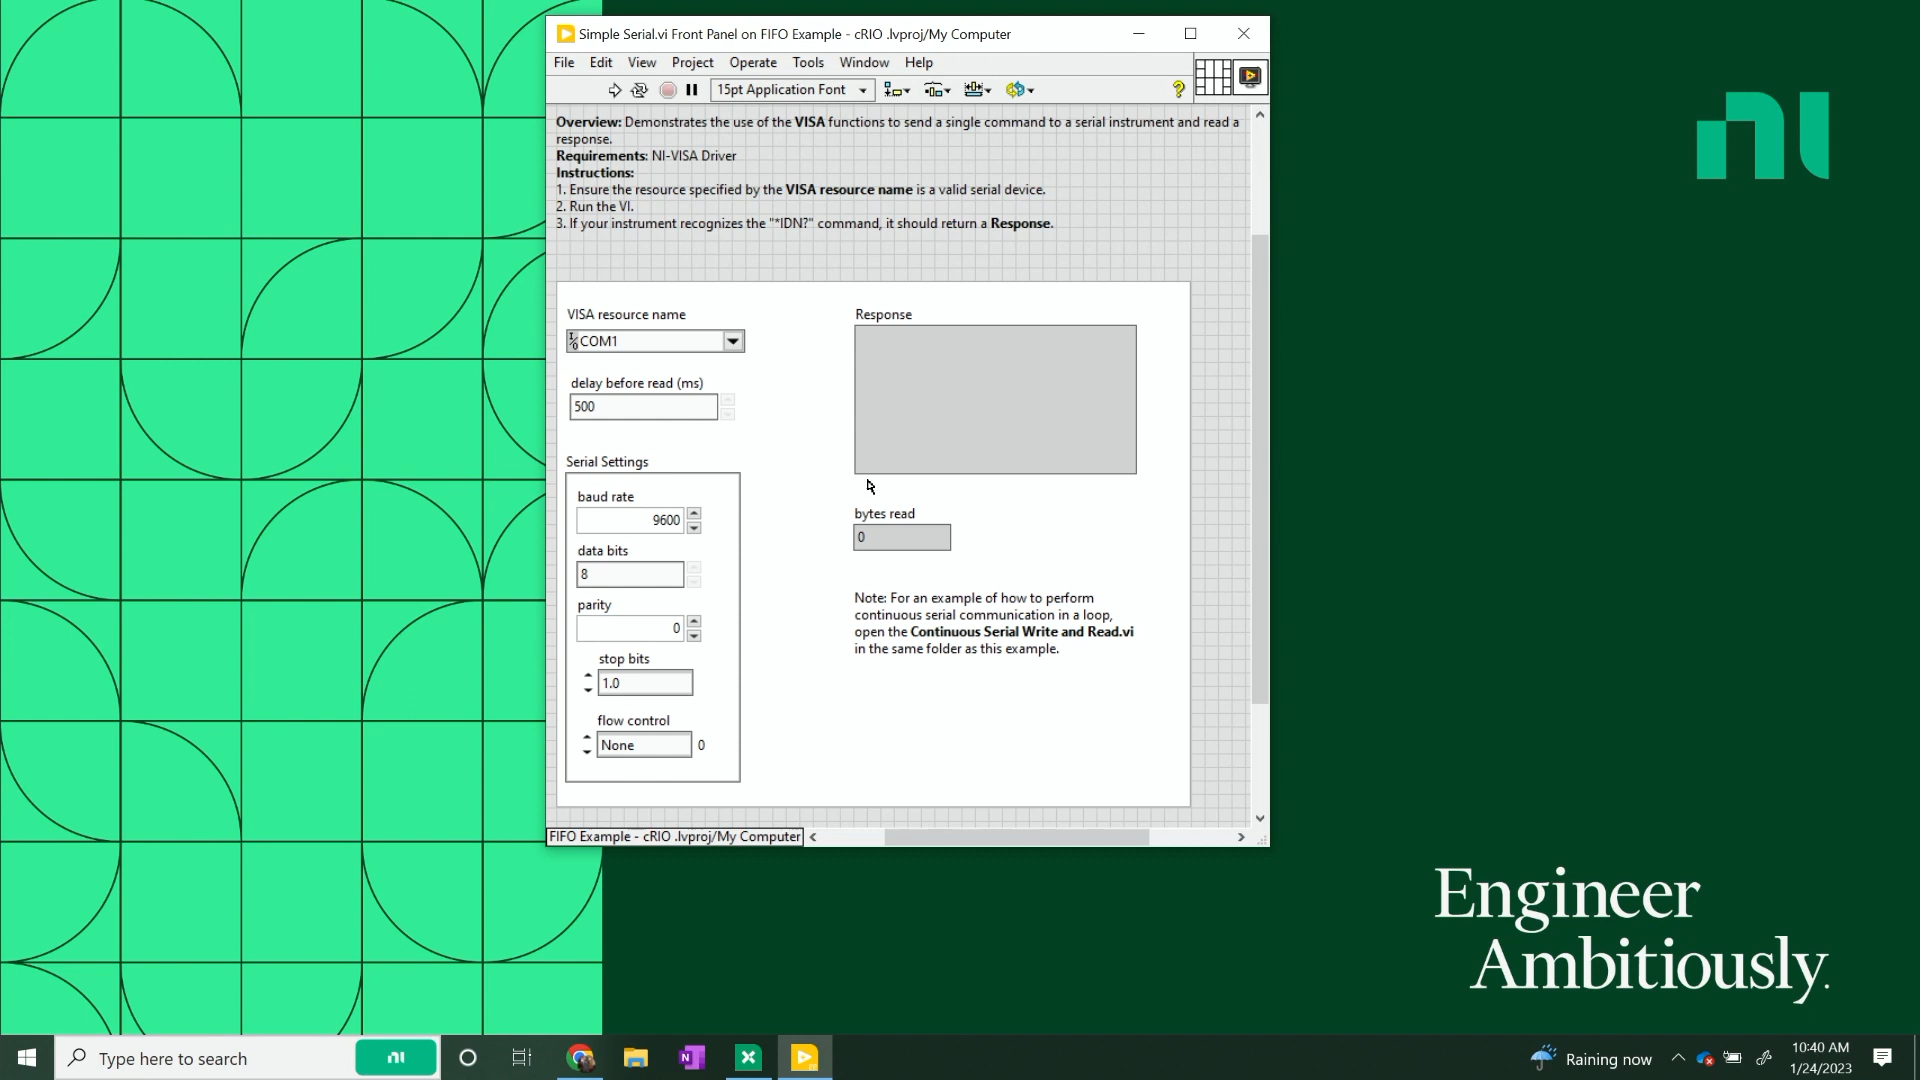 Simple Serial.vi Front Panel on FIFO Example - cRIO .lvproj/My Computer
File Edit View Project Operate Tools Window Help
15pt Application Font
Overview: Demonstrates the use of the VISA functions to send a single command to a serial instrument and read a
response.
Requirements: NI-VISA Driver
Instructions:
1. Ensure the resource specified by the VISA resource name is a valid serial device.
2. Run the VI.
3. If your instrument recognizes the "*IDN?" command, it should return a Response.
VISA resource name
COM1
delay before read (ms)
500
Serial Settings
baud rate
9600
data bits
8
parity
0
stop bits
1.0
flow control
None 0
Response
bytes read
0
Note: For an example of how to perform
continuous serial communication in a loop,
open the Continuous Serial Write and Read.vi
in the same folder as this example.
FIFO Example - cRIO .lvproj/My Computer
ni
Engineer
Ambitiously.
Type here to search
ni
Raining now
10:40 AM
1/24/2023